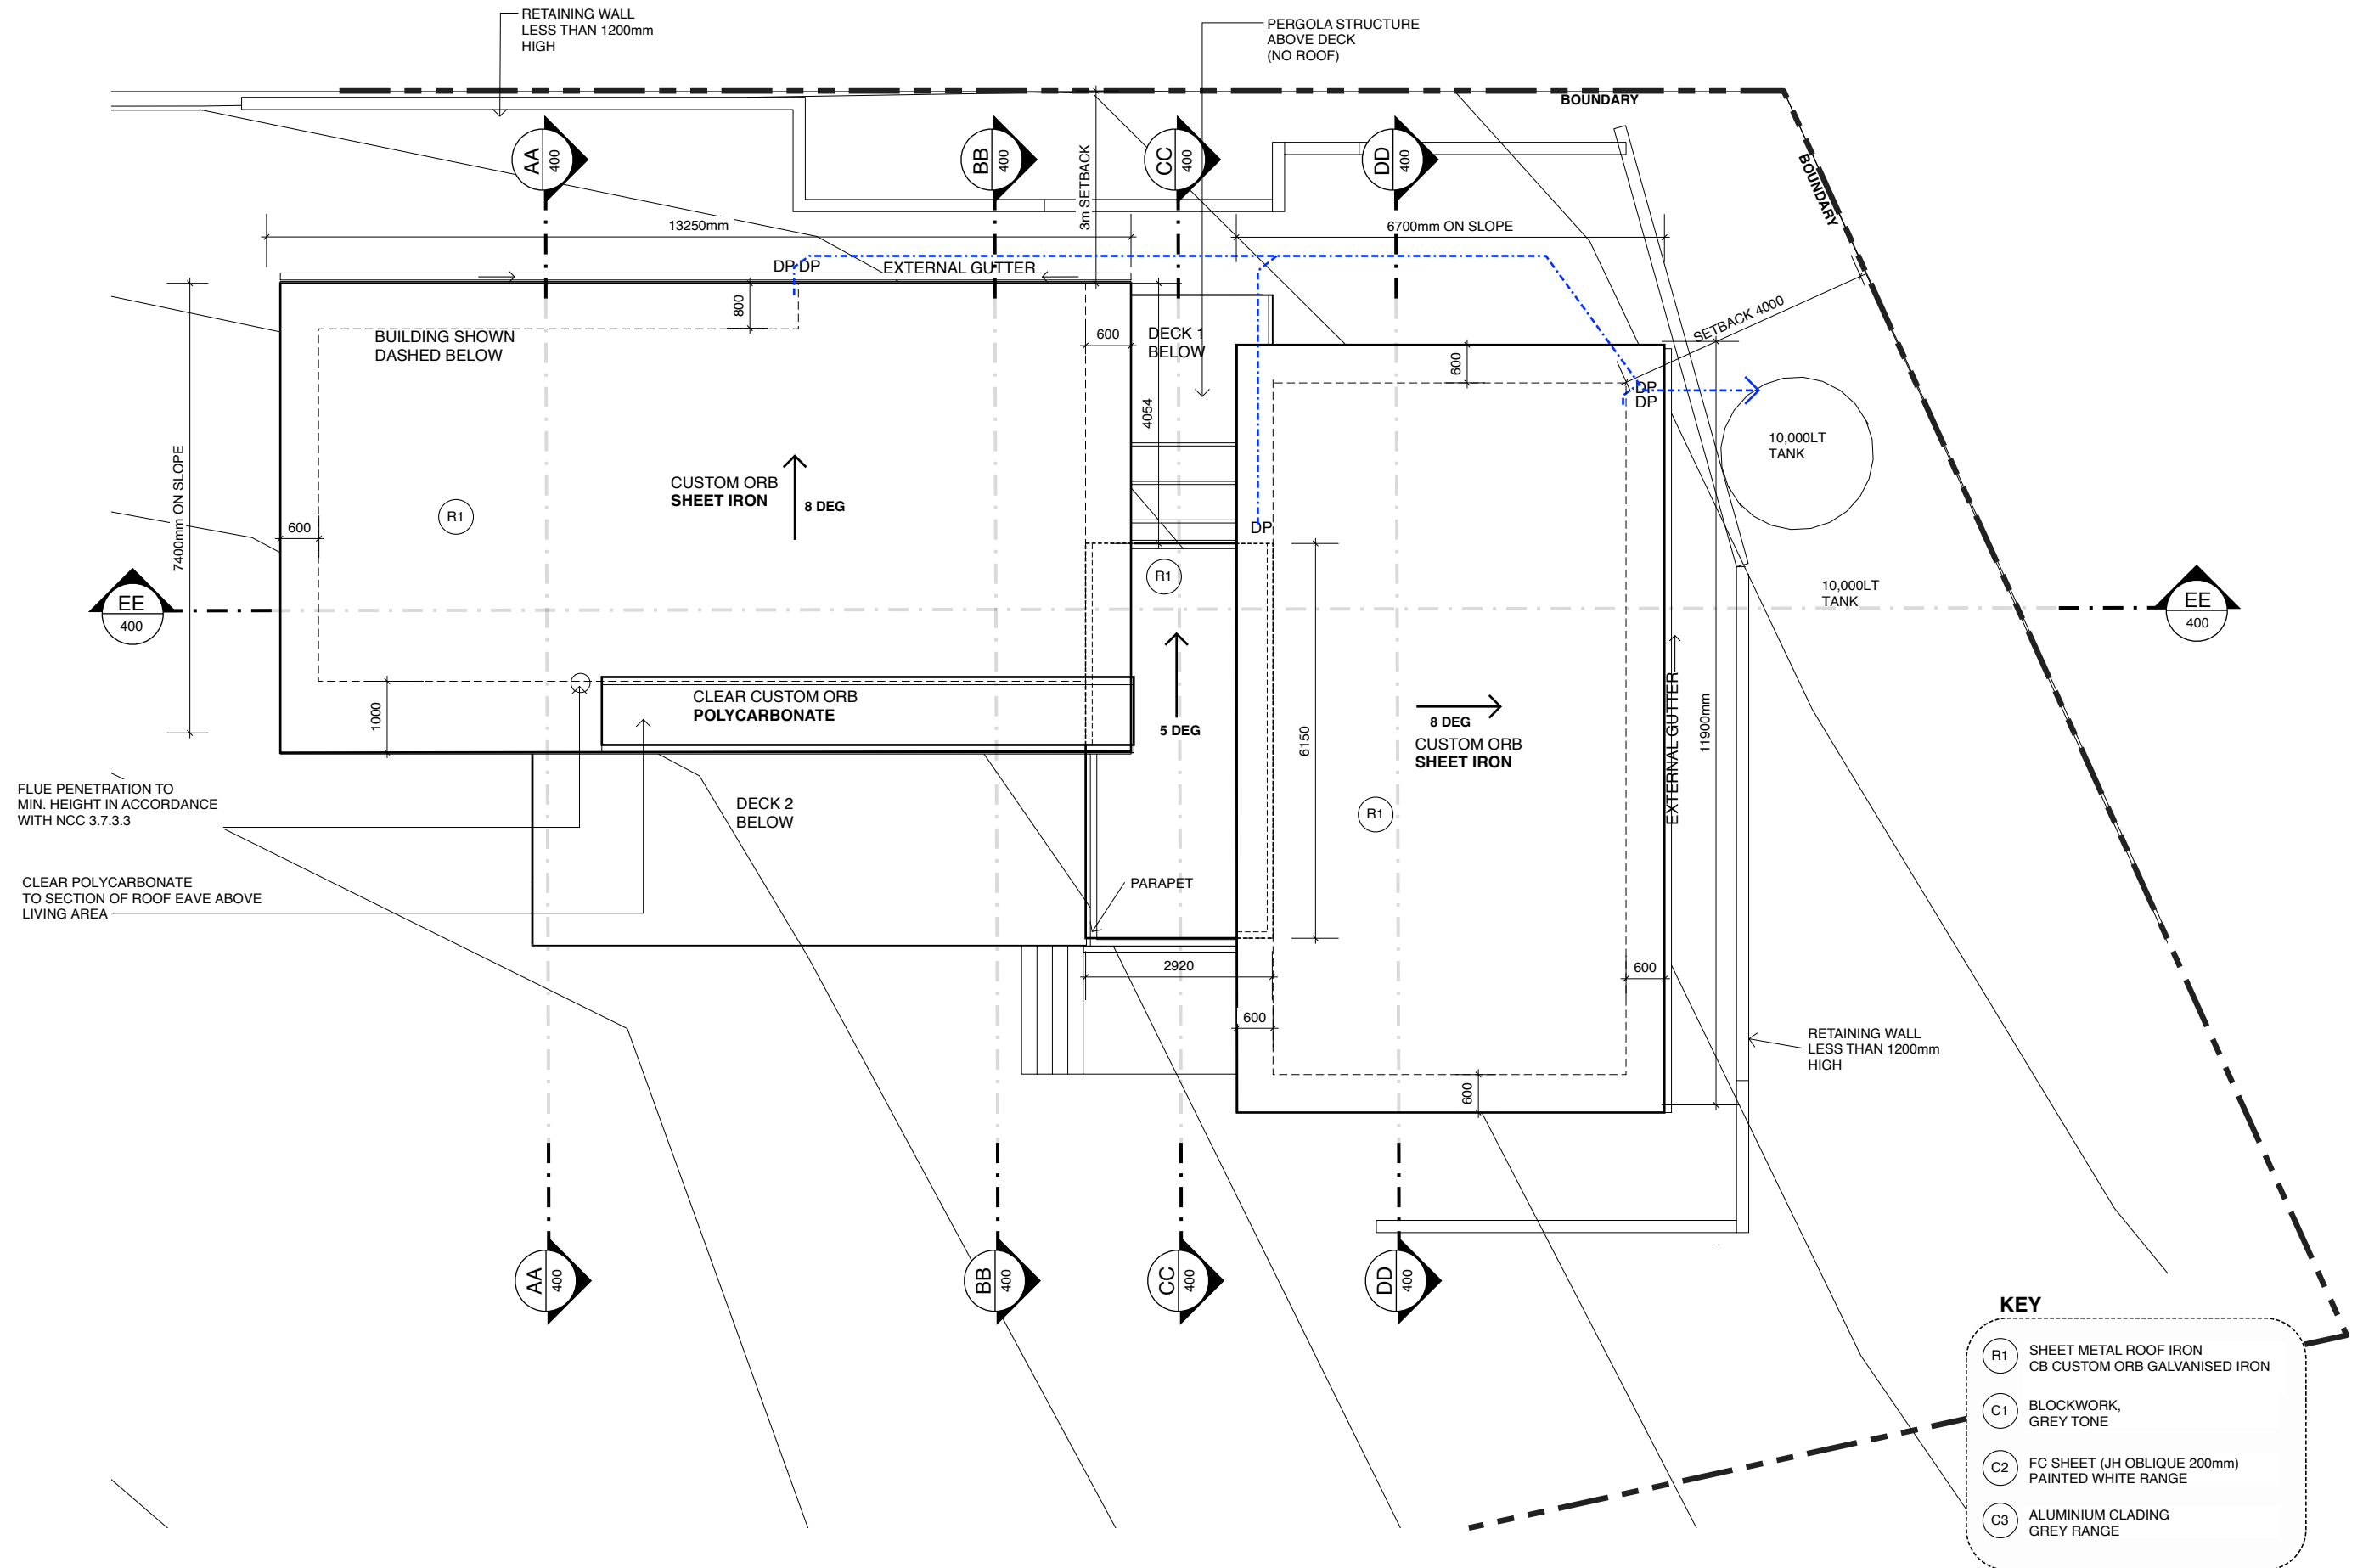 RETAINING WALL
LESS THAN 1200mm
HIGH
PERGOLA STRUCTURE
ABOVE DECK
(NO ROOF)
BOUNDARY
BOUNDARY
AA
400
BB
400
CC
400
DD
400
3m SETBACK
13250mm
6700mm ON SLOPE
DP DP
EXTERNAL GUTTER
SETBACK 4000
800
BUILDING SHOWN
DASHED BELOW
600
DECK 1
BELOW
600
4054
DP
DP
10,000LT
TANK
7400mm ON SLOPE
CUSTOM ORB
SHEET IRON
8 DEG
R1
600
DP
R1
10,000LT
TANK
EE
400
EE
400
CLEAR CUSTOM ORB
POLYCARBONATE
1000
5 DEG
6150
8 DEG
CUSTOM ORB
SHEET IRON
EXTERNAL GUTTER
11900mm
R1
FLUE PENETRATION TO
MIN. HEIGHT IN ACCORDANCE
WITH NCC 3.7.3.3
DECK 2
BELOW
CLEAR POLYCARBONATE
TO SECTION OF ROOF EAVE ABOVE
LIVING AREA
PARAPET
2920
600
600
600
RETAINING WALL
LESS THAN 1200mm
HIGH
AA
400
BB
400
CC
400
DD
400
KEY
R1
SHEET METAL ROOF IRON
CB CUSTOM ORB GALVANISED IRON
C1
BLOCKWORK,
GREY TONE
C2
FC SHEET (JH OBLIQUE 200mm)
PAINTED WHITE RANGE
C3
ALUMINIUM CLADING
GREY RANGE